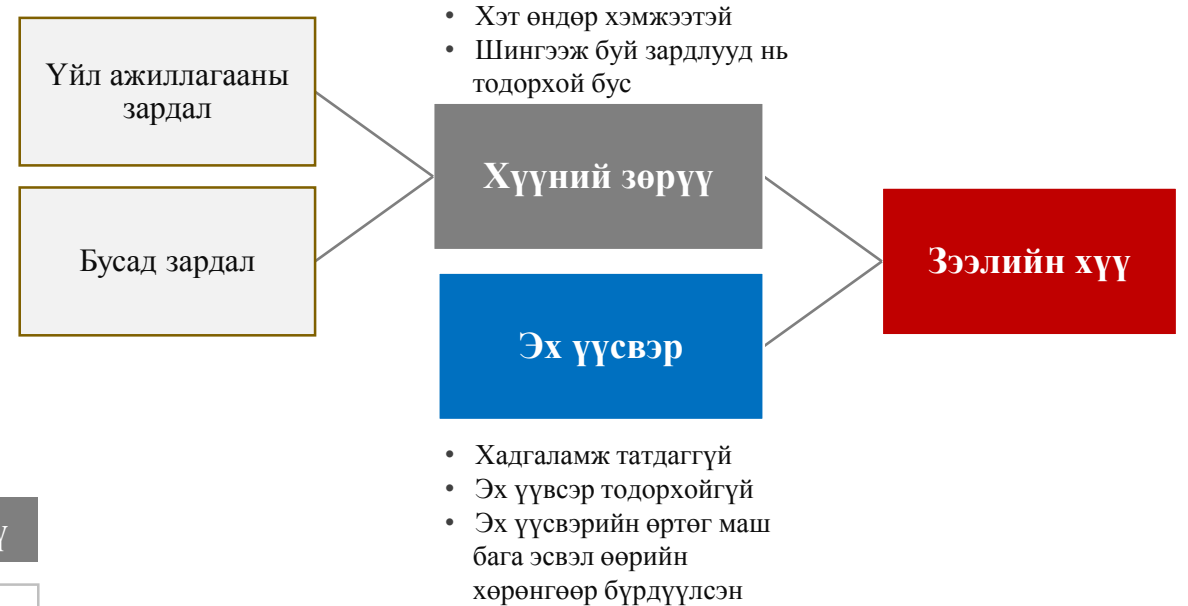 • Хэт өндөр хэмжээтэй
• Шингээж буй зардлууд нь
тодорхой бус
Үйл ажиллагааны
зардал
Хүүний зөрүү
Бусад зардал
Зээлийн хүү
Эх үүсвэр
• Хадгаламж татдаггүй
• Эх үүвсэр тодорхойгүй
• Эх үүсвэрийн өртөг маш
бага эсвэл өөрийн
хөрөнгөөр бүрдүүлсэн